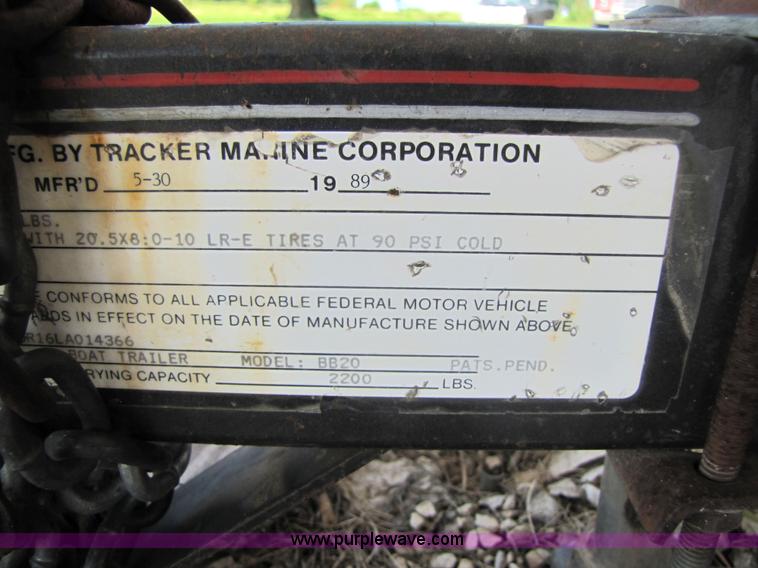 FG. BY TRACKER MARINE CORPORATION
MFR'D 5-30 19 89
LBS.
WITH 20.5X8:0-10 LR-E TIRES AT 90 PSI COLD
E CONFORMS TO ALL APPLICABLE FEDERAL MOTOR VEHICLE
ARDS IN EFFECT ON THE DATE OF MANUFACTURE SHOWN ABOVE
R16LA014366
BOAT TRAILER MODEL: BB20 PATS.PEND.
RYING CAPACITY 2200 LBS.
www.purplewave.com